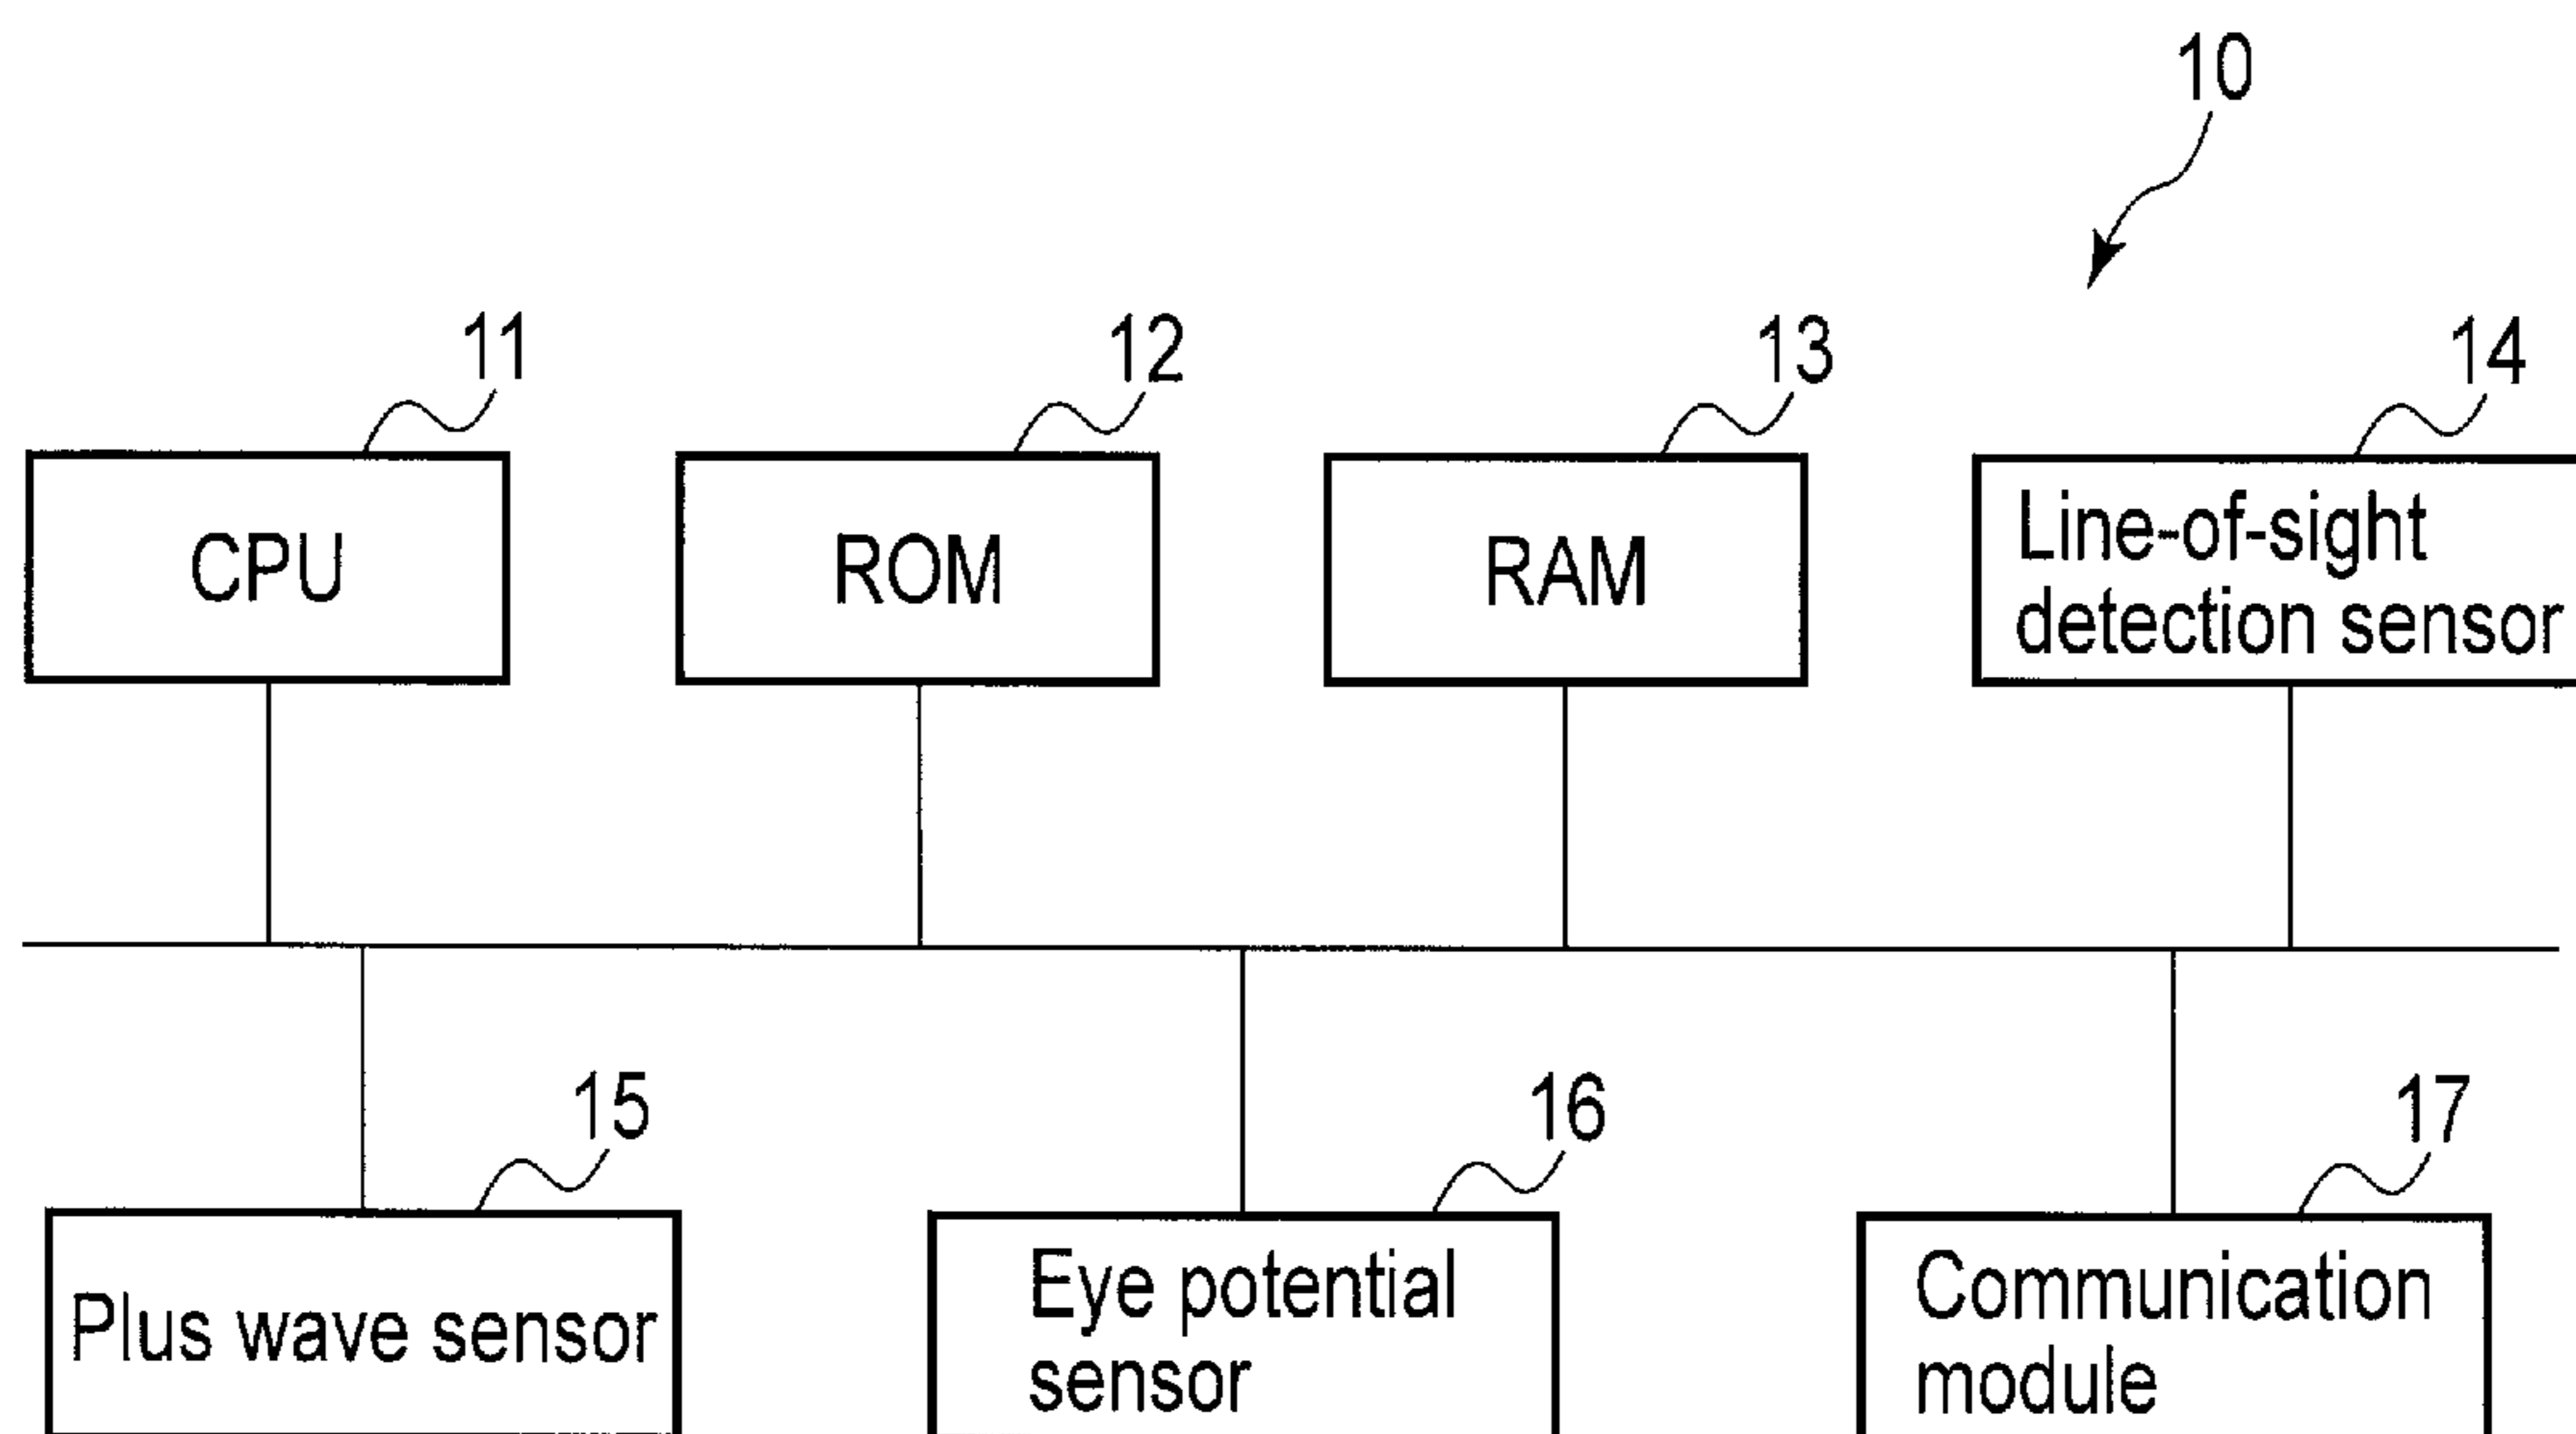 10
11
12
13
14
CPU
ROM
RAM
Line-of-sight
detection sensor
15
16
17
Plus wave sensor
Eye potential
sensor
Communication
module